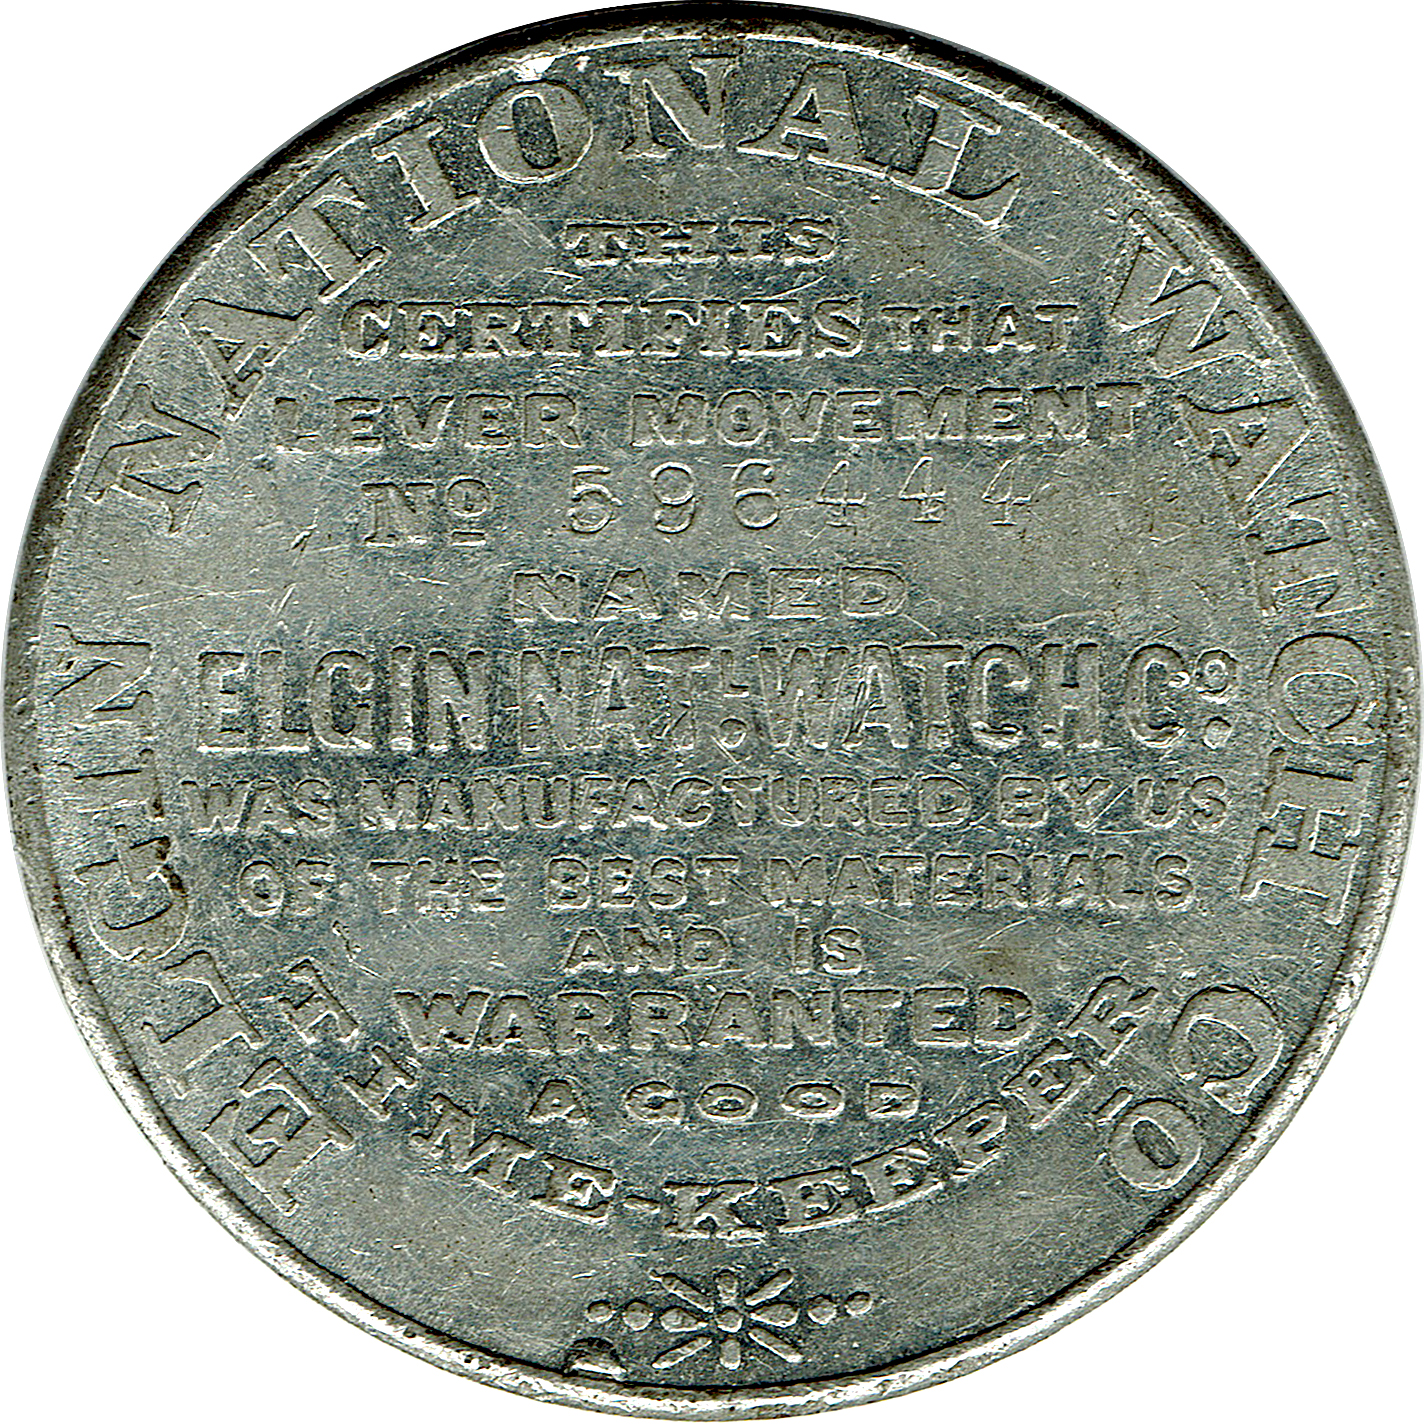 ELGIN NATIONAL WATCH Cº
THIS
CERTIFIES THAT
LEVER MOVEMENT
Nº 596444
NAMED
ELGIN NAT'L. WATCH Cº.
WAS MANUFACTURED BY US
OF THE BEST MATERIALS
AND IS
WARRANTED
A GOOD
TIME-KEEPER